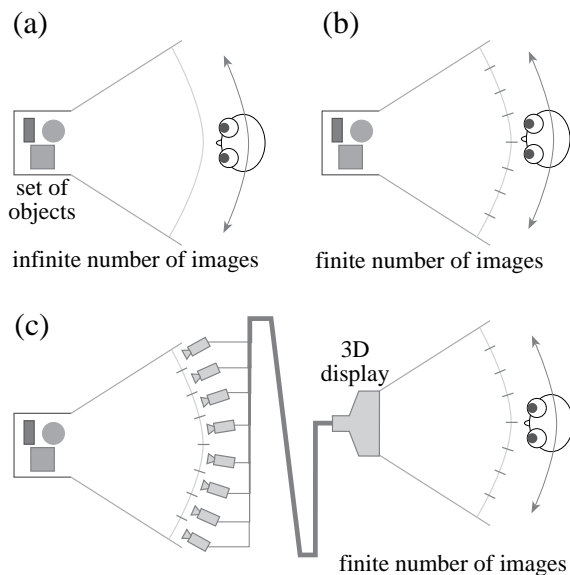 (a)
(b)
set of
objects
infinite number of images
finite number of images
(c)
3D
display
finite number of images